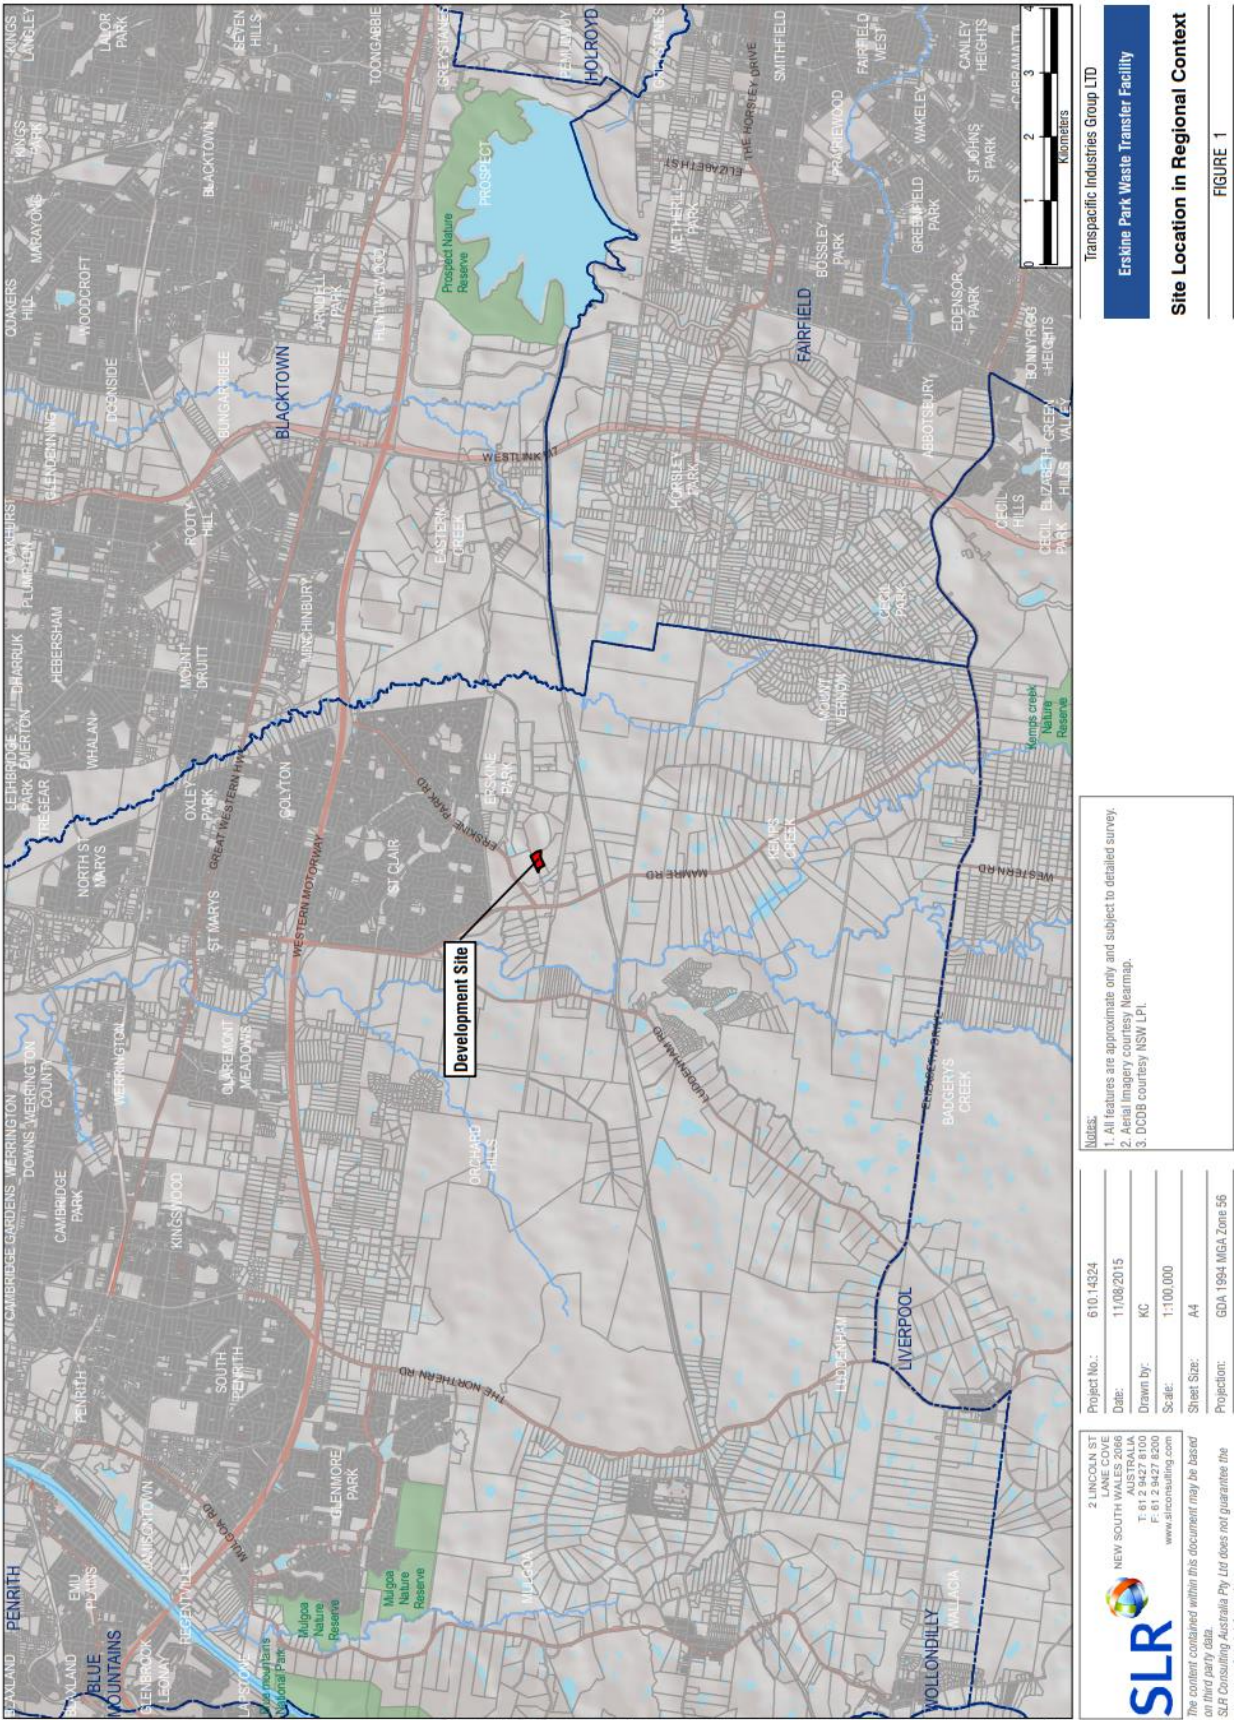 BLAXLAND
PENRITH
CAMBRIDGE GARDENS
WERRINGTON
DOWNS
WERRINGTON
COUNTY
LETHBRIDGE
PARK
TREGEAR
EMERTON
DHARRUK
OAKHURST
PLUMPTON
GLENDENNING
QUAKERS
HILL
MARAYONG
KINGS
PARK
LALOR
PARK
KINGS
LANGLEY
BLAXLAND
EMU
PLAINS
PENRITH
CAMBRIDGE
PARK
NORTH ST
MARYS
WHALAN
HEBERSHAM
DOONSIDE
WOODCROFT
BLUE
MOUNTAINS
GLENBROOK
LEONAY
JAMISONTOWN
REGENTVILLE
MULGOA RD
SOUTH
PENRITH
KINGSWOOD
WERRINGTON
CLAREMONT
MEADOWS
ST MARYS
OXLEY
PARK
GREAT WESTERN HWY
MOUNT
DRUITT
ROOTY
HILL
BUNGARRIBEE
BLACKTOWN
SEVEN
HILLS
LAPSTONE
Blue mountains
National Park
Mulgoa
Nature
Reserve
GLENMORE
PARK
WESTERN MOTORWAY
COLYTON
MINCHINBURY
BLACKTOWN
ARNDELL
PARK
HUNTINGWOOD
TOONGABBIE
Mulgoa
Nature
Reserve
THE NORTHERN RD
ORCHARD
HILLS
ST CLAIR
ERSKINE PARK RD
ERSKINE
PARK
EASTERN
CREEK
WESTLINK M7
Prospect Nature
Reserve
PROSPECT
GREYSTANES
PEMULWUY
HOLROYD
GREYSTANES
Development Site
MULGOA
LUDDENHAM RD
MAMRE RD
HORSLEY
PARK
WETHERILL
PARK
ELIZABETH ST
THE HORSLEY DRIVE
SMITHFIELD
LUDDENHAM
KEMPS
CREEK
MOUNT
VERNON
CECIL
PARK
FAIRFIELD
BOSSLEY
PARK
PRAIRIEWOOD
FAIRFIELD
WEST
WAKELEY
GREENFIELD
PARK
ABBOTSBURY
EDENSOR
PARK
ST JOHNS
PARK
CANLEY
HEIGHTS
CABRAMATTA
WOLLONDILLY
WALLACIA
LIVERPOOL
ELIZABETH DRIVE
BADGERYS
CREEK
WESTERN RD
Kemps creek
Nature
Reserve
CECIL
HILLS
CECIL
PARK
ELIZABETH
HILLS
GREEN
VALLEY
BONNYRIGG
HEIGHTS
0 1 2 3 4
Kilometers
SLR
2 LINCOLN ST
LANE COVE
NEW SOUTH WALES 2066
AUSTRALIA
T: 61 2 9427 8100
F: 61 2 9427 8200
www.slrconsulting.com
The content contained within this document may be based
on third party data.
SLR Consulting Australia Pty Ltd does not guarantee the
Project No.: 610.14324
Date: 11/08/2015
Drawn by: KC
Scale: 1:100,000
Sheet Size: A4
Projection: GDA 1994 MGA Zone 56
Notes:
1. All features are approximate only and subject to detailed survey.
2. Aerial Imagery courtesy Nearmap.
3. DCDB courtesy NSW LPI.
Transpacific Industries Group LTD
Erskine Park Waste Transfer Facility
Site Location in Regional Context
FIGURE 1